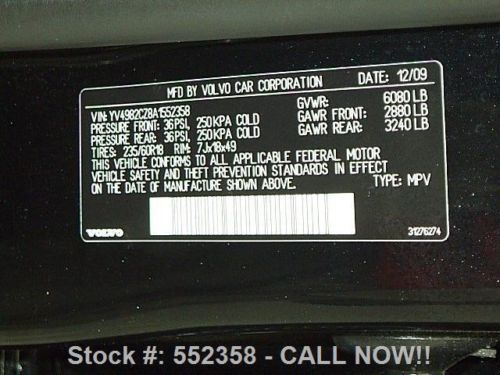 MFD BY VOLVO CAR CORPORATION DATE: 12/09
VIN: YV4982CZ8A1552358 GVWR: 6080 LB
PRESSURE FRONT: 36PSI, 250KPA COLD GAWR FRONT: 2880 LB
PRESSURE REAR: 36PSI, 250KPA COLD GAWR REAR: 3240 LB
TIRES: 235/60R18 RIM: 7Jx18x49
THIS VEHICLE CONFORMS TO ALL APPLICABLE FEDERAL MOTOR
VEHICLE SAFETY AND THEFT PREVENTION STANDARDS IN EFFECT
ON THE DATE OF MANUFACTURE SHOWN ABOVE. TYPE: MPV
VOLVO 31276274
Stock #: 552358 - CALL NOW!!